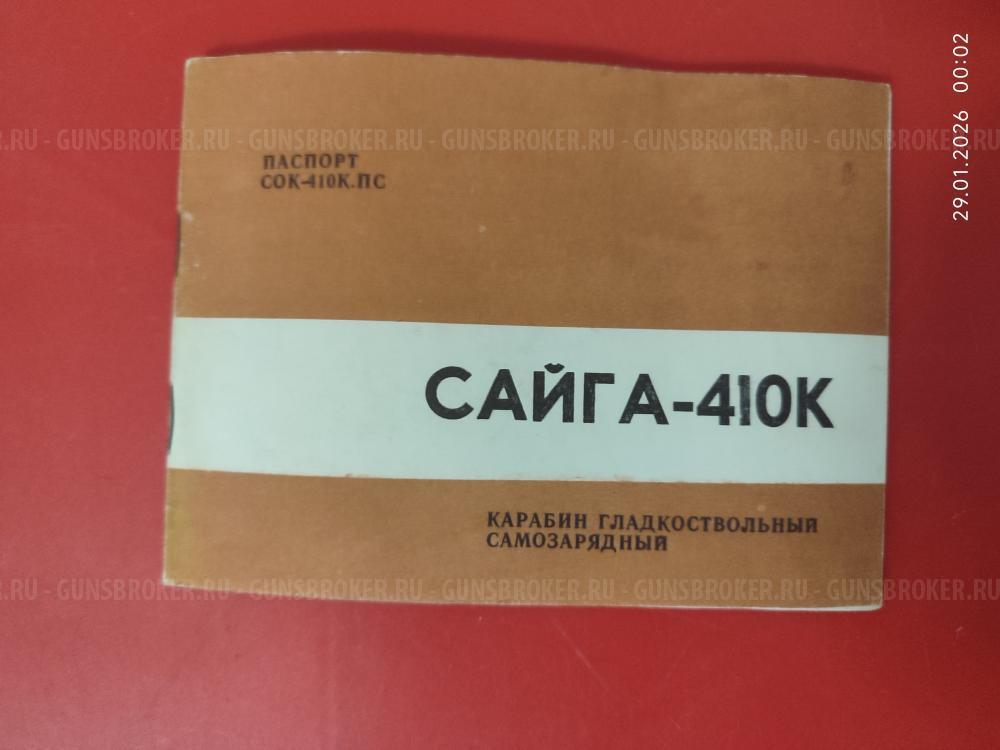 29.01.2026 00:02
.RU - GUNSBROKER.RU - GUNSBROKER.RU - GUNSBROKER.RU - GUNSBROKER.RU - GUNSBROKER.RU
ПАСПОРТ
СОК-410К.ПС
САЙГА-410К
КАРАБИН ГЛАДКОСТВОЛЬНЫЙ
САМОЗАРЯДНЫЙ
.RU - GUNSBROKER.RU - GUNSBROKER.RU - GUNSBROKER.RU - GUNSBROKER.RU - GUNSBROKER.RU